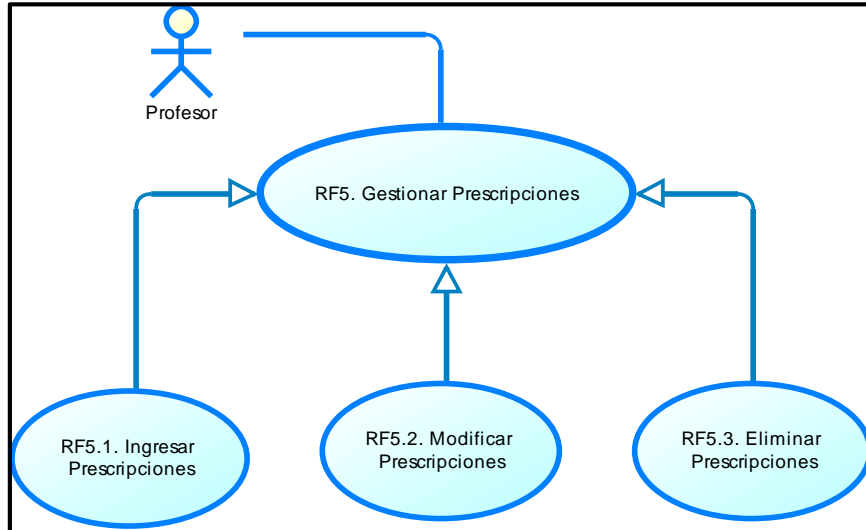 Profesor
RF5. Gestionar Prescripciones
RF5.1. Ingresar
Prescripciones
RF5.2. Modificar
Prescripciones
RF5.3. Eliminar
Prescripciones